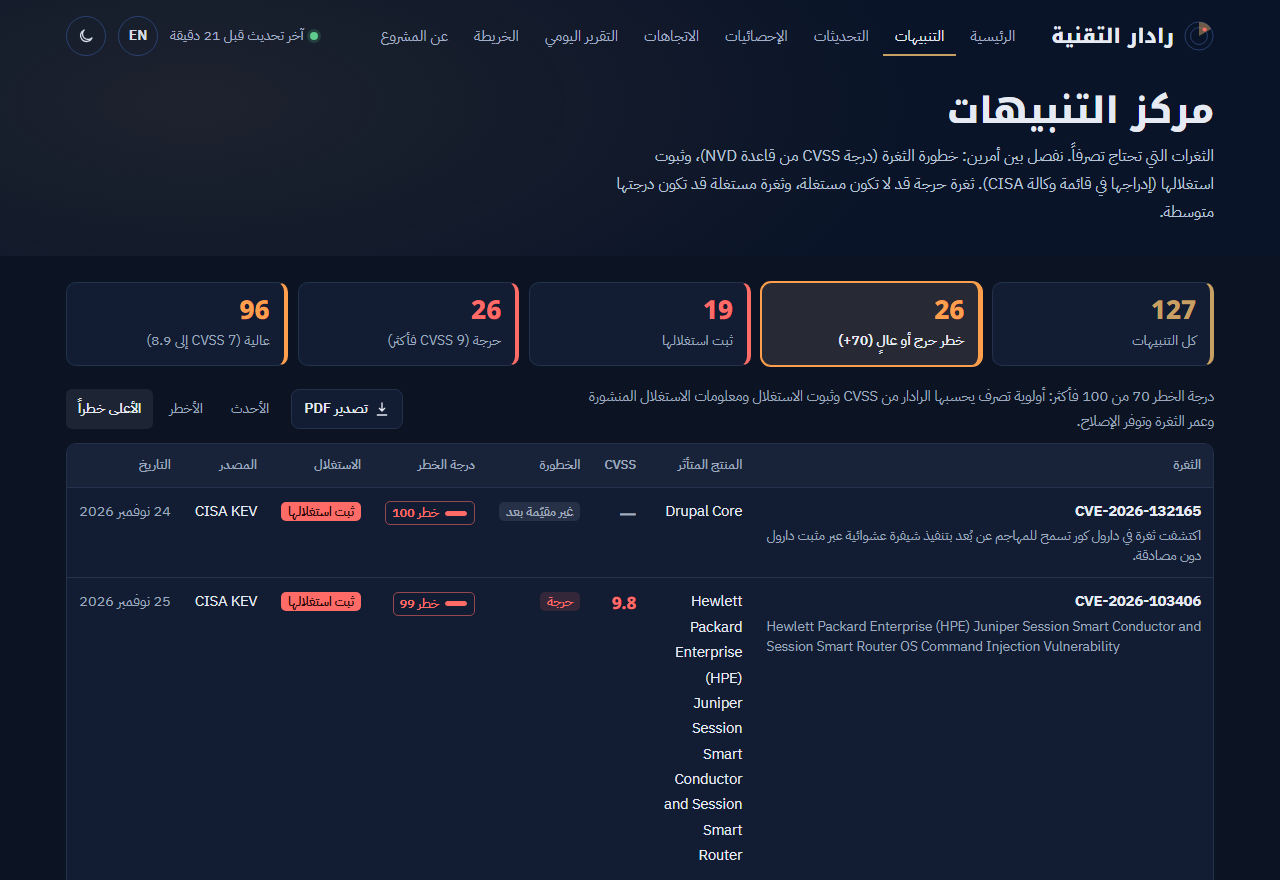 رادار التقنية
الرئيسية
التنبيهات
التحديثات
الإحصائيات
الاتجاهات
التقرير اليومي
الخريطة
عن المشروع
آخر تحديث قبل 21 دقيقة
EN
مركز التنبيهات
الثغرات التي تحتاج تصرفاً. نفصل بين أمرين: خطورة الثغرة (درجة CVSS من قاعدة NVD)، وثبوت
استغلالها (إدراجها في قائمة وكالة CISA). ثغرة حرجة قد لا تكون مستغلة، وثغرة مستغلة قد تكون درجتها
متوسطة.
127
كل التنبيهات
26
خطر حرج أو عالٍ (70+)
19
ثبت استغلالها
26
حرجة (CVSS 9 فأكثر)
96
عالية (CVSS 7 إلى 8.9)
درجة الخطر 70 من 100 فأكثر: أولوية تصرف يحسبها الرادار من CVSS وثبوت الاستغلال ومعلومات الاستغلال المنشورة
وعمر الثغرة وتوفر الإصلاح.
تصدير PDF
الأحدث
الأخطر
الأعلى خطراً
الثغرة
المنتج المتأثر
CVSS
الخطورة
درجة الخطر
الاستغلال
المصدر
التاريخ
CVE-2026-132165
اكتشفت ثغرة في دارول كور تسمح للمهاجم عن بُعد بتنفيذ شيفرة عشوائية عبر مثبت دارول
دون مصادقة.
Drupal Core
—
غير مقيّمة بعد
خطر 100
ثبت استغلالها
CISA KEV
24 نوفمبر 2026
CVE-2026-103406
Hewlett Packard Enterprise (HPE) Juniper Session Smart Conductor and
Session Smart Router OS Command Injection Vulnerability
Hewlett
Packard
Enterprise
(HPE)
Juniper
Session
Smart
Conductor
and Session
Smart
Router
9.8
حرجة
خطر 99
ثبت استغلالها
CISA KEV
25 نوفمبر 2026